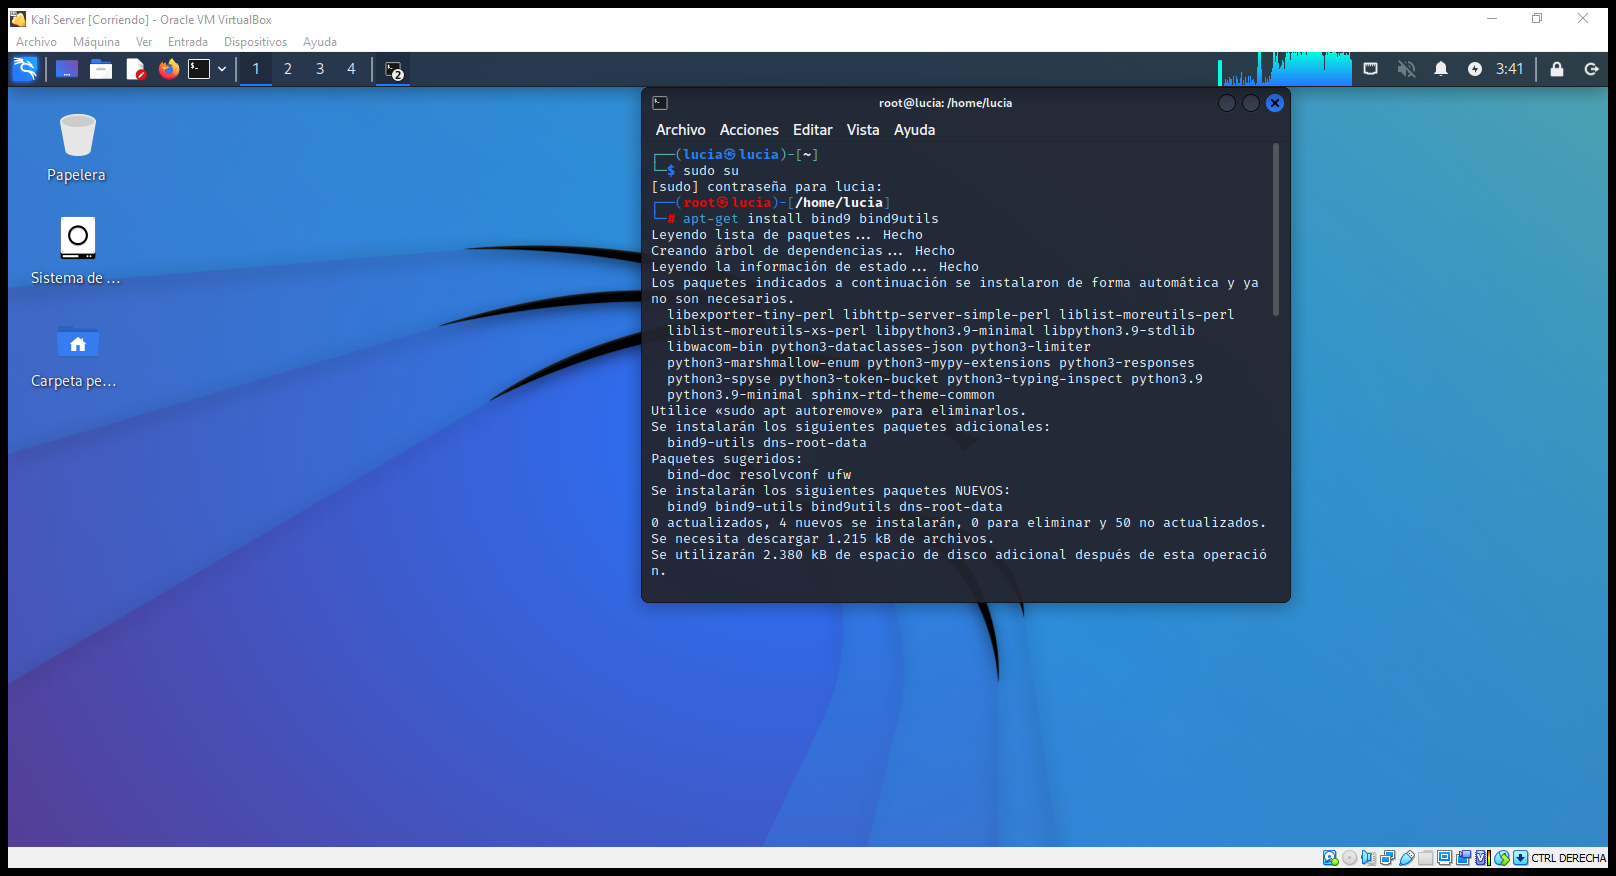 Kali Server [Corriendo] - Oracle VM VirtualBox
Archivo Máquina Ver Entrada Dispositivos Ayuda
1 2 3 4 2 3:41
Papelera
Sistema de ...
Carpeta pe...
root@lucia: /home/lucia
Archivo Acciones Editar Vista Ayuda
┌──(lucia㉿lucia)-[~]
└─$ sudo su
[sudo] contraseña para lucia:
┌──(root㉿lucia)-[/home/lucia]
└─# apt-get install bind9 bind9utils
Leyendo lista de paquetes... Hecho
Creando árbol de dependencias... Hecho
Leyendo la información de estado... Hecho
Los paquetes indicados a continuación se instalaron de forma automática y ya
no son necesarios.
libexporter-tiny-perl libhttp-server-simple-perl liblist-moreutils-perl
liblist-moreutils-xs-perl libpython3.9-minimal libpython3.9-stdlib
libwacom-bin python3-dataclasses-json python3-limiter
python3-marshmallow-enum python3-mypy-extensions python3-responses
python3-spyse python3-token-bucket python3-typing-inspect python3.9
python3.9-minimal sphinx-rtd-theme-common
Utilice «sudo apt autoremove» para eliminarlos.
Se instalarán los siguientes paquetes adicionales:
bind9-utils dns-root-data
Paquetes sugeridos:
bind-doc resolvconf ufw
Se instalarán los siguientes paquetes NUEVOS:
bind9 bind9-utils bind9utils dns-root-data
0 actualizados, 4 nuevos se instalarán, 0 para eliminar y 50 no actualizados.
Se necesita descargar 1.215 kB de archivos.
Se utilizarán 2.380 kB de espacio de disco adicional después de esta operació
n.
CTRL DERECHA